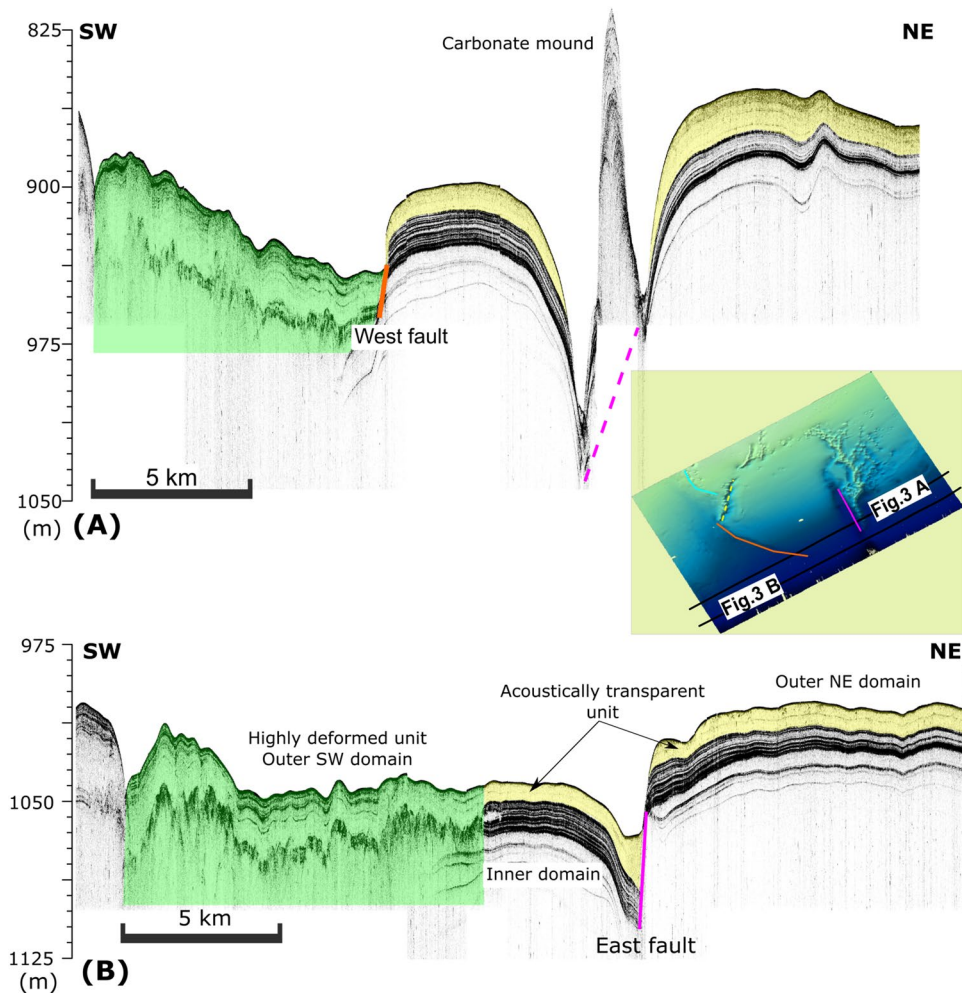 825
SW
Carbonate mound
NE
900
West fault
975
5 km
1050
(m)
(A)
Fig.3 A
Fig.3 B
975
SW
NE
Acoustically transparent
unit
Outer NE domain
Highly deformed unit
Outer SW domain
1050
Inner domain
5 km
East fault
1125
(m)
(B)